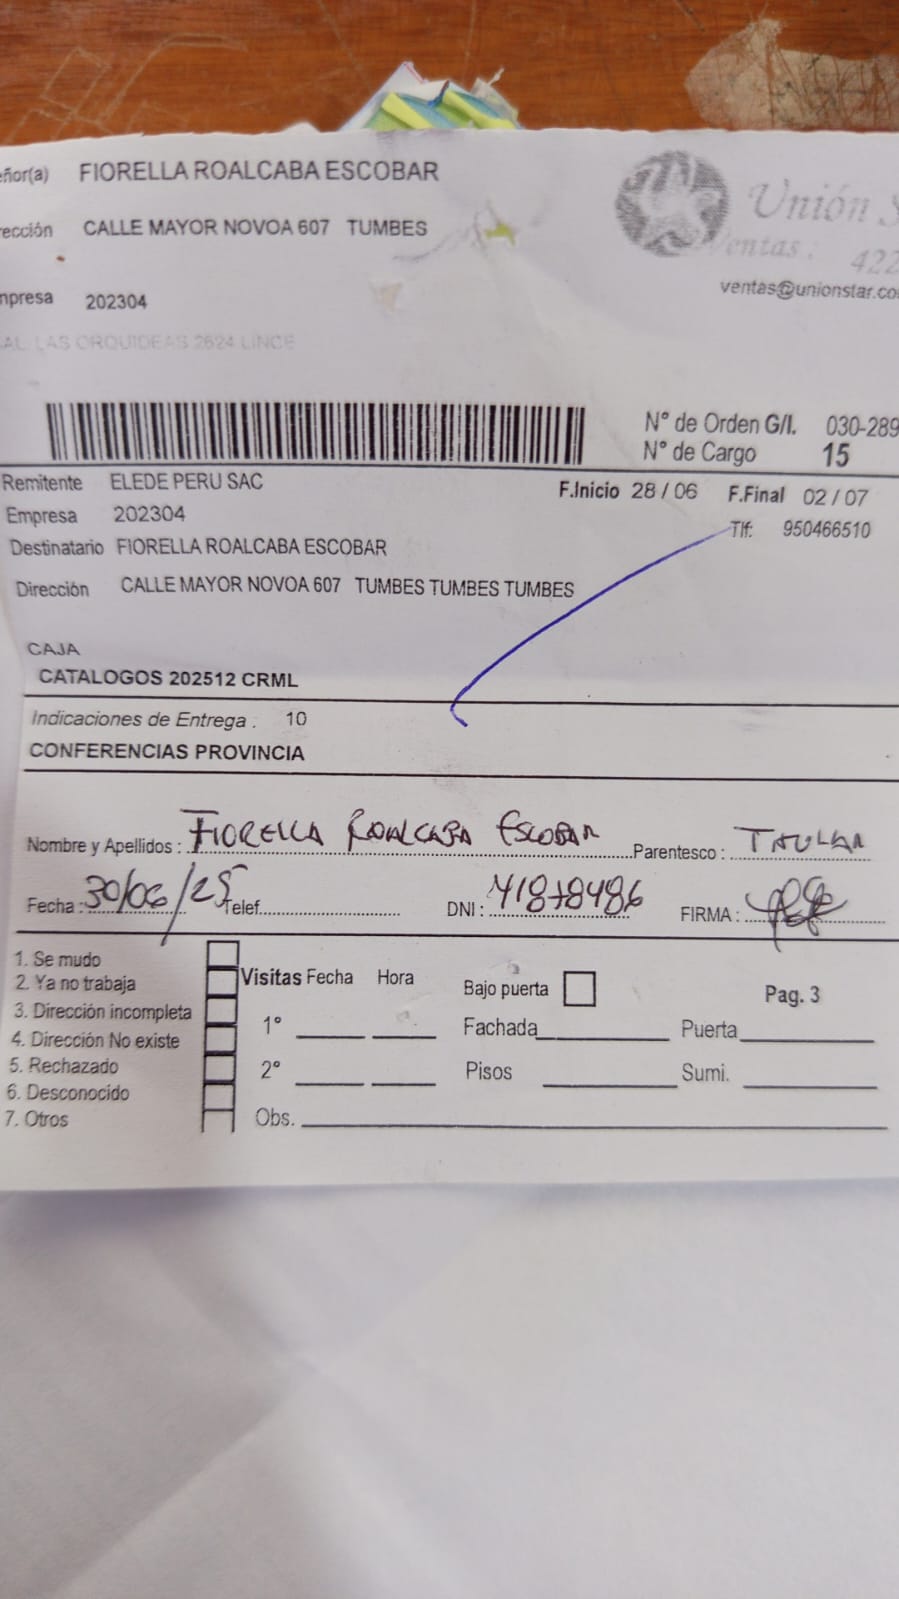 eñor(a) FIORELLA ROALCABA ESCOBAR
rección CALLE MAYOR NOVOA 607 TUMBES
mpresa 202304
AL. LAS ORQUIDEAS 2624 LINCE
Unión S
Ventas: 422
ventas@unionstar.co
N° de Orden G/I. 030-289
N° de Cargo 15
Remitente ELEDE PERU SAC
F.Inicio 28 / 06 F.Final 02 / 07
Empresa 202304
Tlf: 950466510
Destinatario FIORELLA ROALCABA ESCOBAR
Dirección CALLE MAYOR NOVOA 607 TUMBES TUMBES TUMBES
CAJA
CATALOGOS 202512 CRML
Indicaciones de Entrega : 10
CONFERENCIAS PROVINCIA
Nombre y Apellidos : FIORELLA ROALCABA ESCOBAR Parentesco : TITULAR
Fecha : 30/06/25 Telef. DNI : 41878486 FIRMA :
1. Se mudo
2. Ya no trabaja
3. Dirección incompleta
4. Dirección No existe
5. Rechazado
6. Desconocido
7. Otros
Visitas Fecha Hora
1°
2°
Obs.
Bajo puerta
Pag. 3
Fachada Puerta
Pisos Sumi.